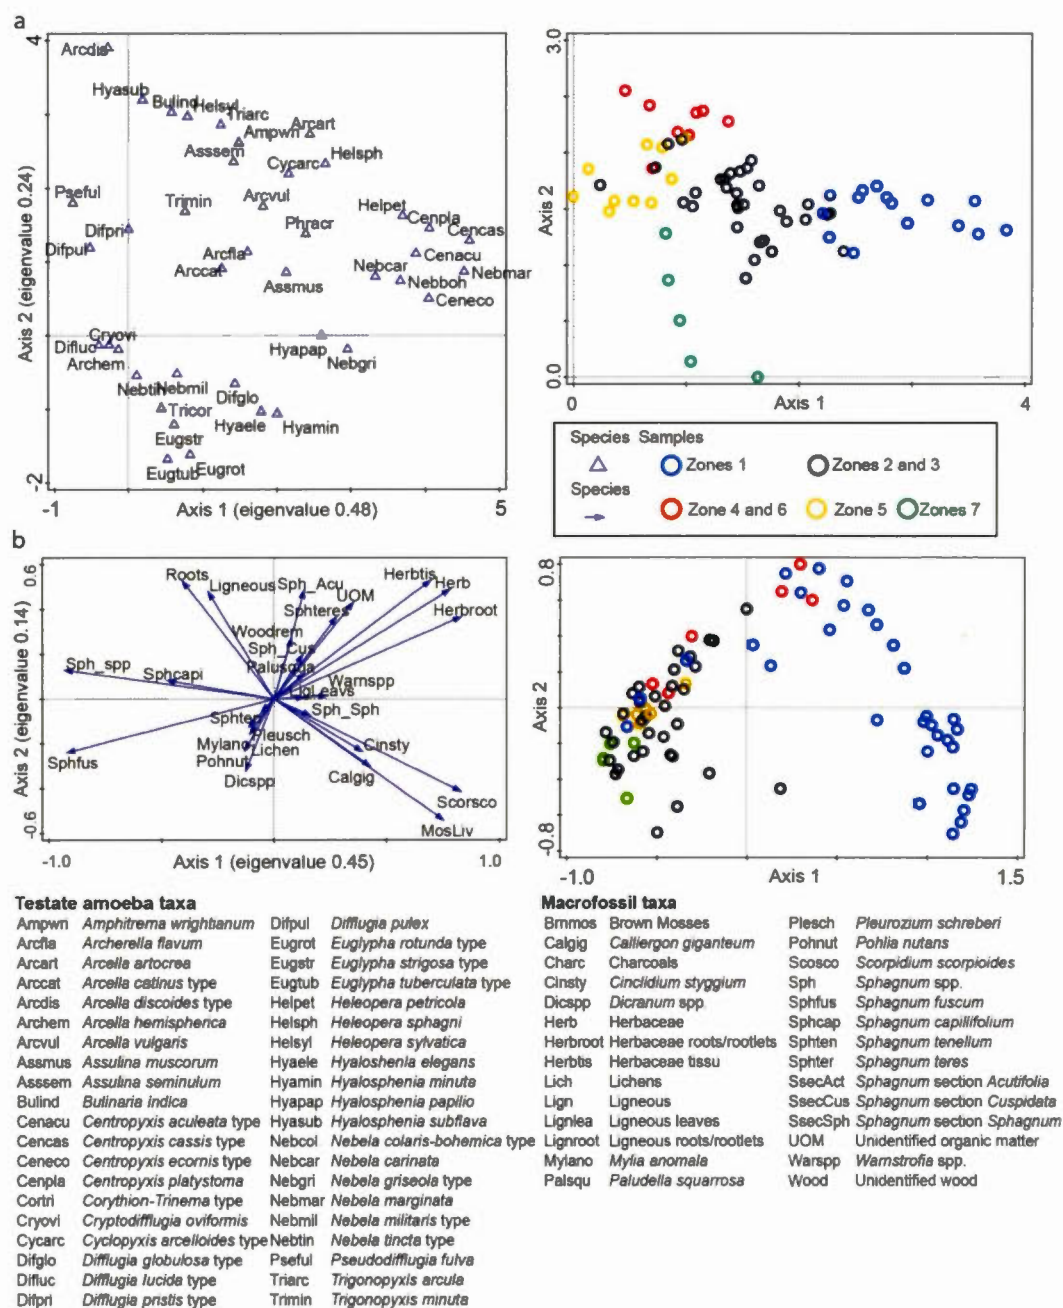 a
4
Arcdis
Hyasub
Bulind
Helsyl
Triarc
Ampwn
Arcart
Asssem
Cycarc
Helsph
Pseful
Trimin
Arcvul
Helpet
Phracr
Cenpla
Difpri
Cencas
Difpul
Arcfla
Cenacu
Arccat
Nebcar
Nebmar
Assmus
Nebboh
Ceneco
Cryovi
Difluc
Hyapap
Archem
Nebgri
Nebtin
Nebmil
Difglo
Tricor
Hyaele
Hyamin
Eugstr
Eugtub
Eugrot
-2
-1
5
Axis 1 (eigenvalue 0.48)
Axis 2 (eigenvalue 0.24)
3.0
Axis 2
0.0
0
Axis 1
4
Species Samples
Zones 1
Zones 2 and 3
Species
Zone 4 and 6
Zone 5
Zones 7
b
0.6
Roots
Ligneous
Sph_Acu
Herbtis
Herb
UOM
Sphteres
Herbroot
Woodrem
Sph_Cus
Sph_spp
Palusqua
Sphcapi
Warnspp
LigLeavs
Sph_Sph
Sphten
Pleusch
Mylano
Lichen
Cinsty
Sphfus
Pohnut
Dicspp
Calgig
Scorsco
MosLiv
-0.6
-1.0
Axis 1 (eigenvalue 0.45)
1.0
Axis 2 (eigenvalue 0.14)
0.8
Axis 2
-0.8
-1.0
Axis 1
1.5
Testate amoeba taxa
Ampwn Amphitrema wrightianum Difpul Difflugia pulex
Arcfla Archerella flavum Eugrot Euglypha rotunda type
Arcart Arcella artocrea Eugstr Euglypha strigosa type
Arccat Arcella catinus type Eugtub Euglypha tuberculata type
Arcdis Arcella discoides type Helpet Heleopera petricola
Archem Arcella hemispherica Helsph Heleopera sphagni
Arcvul Arcella vulgaris Helsyl Heleopera sylvatica
Assmus Assulina muscorum Hyaele Hyaloshenia elegans
Asssem Assulina seminulum Hyamin Hyalosphenia minuta
Bulind Bulinaria indica Hyapap Hyalosphenia papilio
Cenacu Centropyxis aculeata type Hyasub Hyalosphenia subflava
Cencas Centropyxis cassis type Nebcol Nebela colaris-bohemica type
Ceneco Centropyxis ecornis type Nebcar Nebela carinata
Cenpla Centropyxis platystoma Nebgri Nebela griseola type
Cortri Corythion-Trinema type Nebmar Nebela marginata
Cryovi Cryptodifflugia oviformis Nebmil Nebela militaris type
Cycarc Cyclopyxis arcelloides type Nebtin Nebela tincta type
Difglo Difflugia globulosa type Pseful Pseudodifflugia fulva
Difluc Difflugia lucida type Triarc Trigonopyxis arcula
Difpri Difflugia pristis type Trimin Trigonopyxis minuta
Macrofossil taxa
Brnmos Brown Mosses Plesch Pleurozium schreberi
Calgig Calliergon giganteum Pohnut Pohlia nutans
Charc Charcoals Scosco Scorpidium scorpioides
Cinsty Cinclidium styggium Sph Sphagnum spp.
Dicspp Dicranum spp Sphfus Sphagnum fuscum
Herb Herbaceae Sphcap Sphagnum capillifolium
Herbroot Herbaceae roots/rootlets Sphten Sphagnum tenellum
Herbtis Herbaceae tissu Sphter Sphagnum teres
Lich Lichens SsecAct Sphagnum section Acutifolia
Lign Ligneous SsecCus Sphagnum section Cuspidata
Lignlea Ligneous leaves SsecSph Sphagnum section Sphagnum
Lignroot Ligneous roots/rootlets UOM Unidentified organic matter
Mylano Mylia anomala Warspp Warnstrofia spp.
Palsqu Paludella squarrosa Wood Unidentified wood